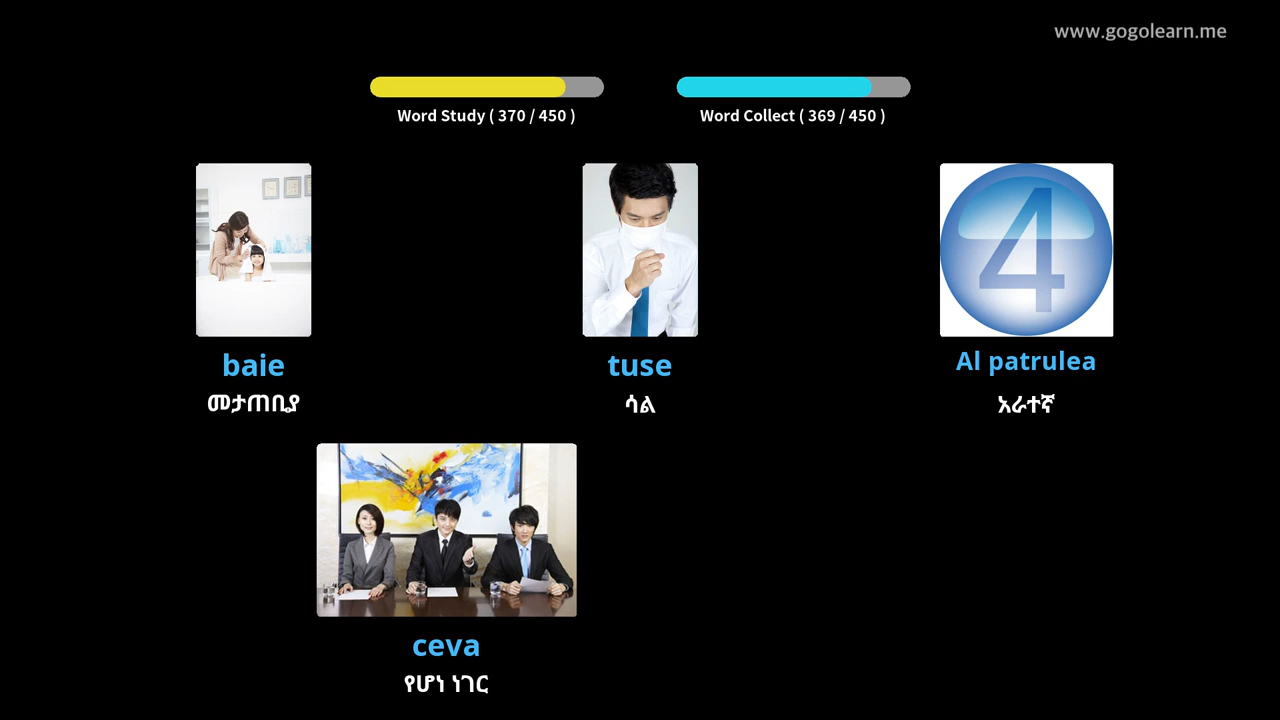 www.gogolearn.me
Word Study ( 370 / 450 )
Word Collect ( 369 / 450 )
4
baie
መታጠቢያ
tuse
ሳል
Al patrulea
አራተኛ
ceva
የሆነ ነገር